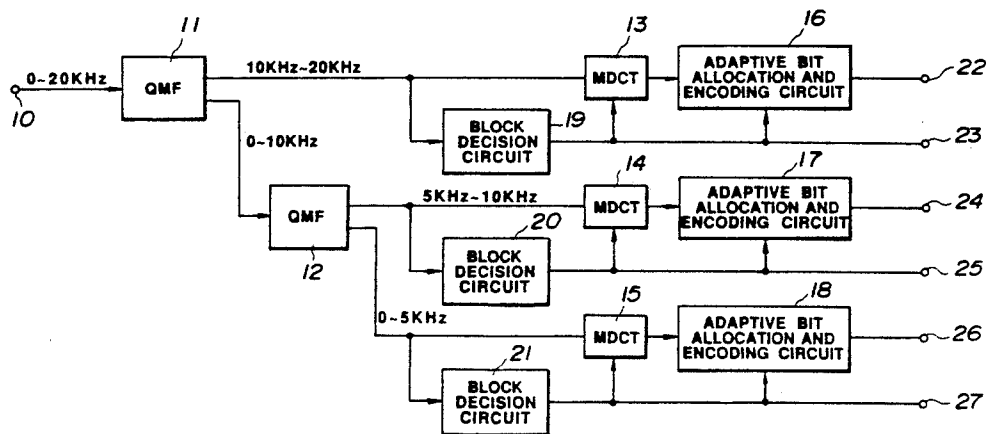 11
0~20KHz
10
QMF
10KHz~20KHz
0~10KHz
13
MDCT
16
ADAPTIVE BIT
ALLOCATION AND
ENCODING CIRCUIT
22
19
BLOCK
DECISION
CIRCUIT
23
QMF
12
5KHz~10KHz
0~5KHz
14
MDCT
17
ADAPTIVE BIT
ALLOCATION AND
ENCODING CIRCUIT
24
20
BLOCK
DECISION
CIRCUIT
25
15
MDCT
18
ADAPTIVE BIT
ALLOCATION AND
ENCODING CIRCUIT
26
21
BLOCK
DECISION
CIRCUIT
27